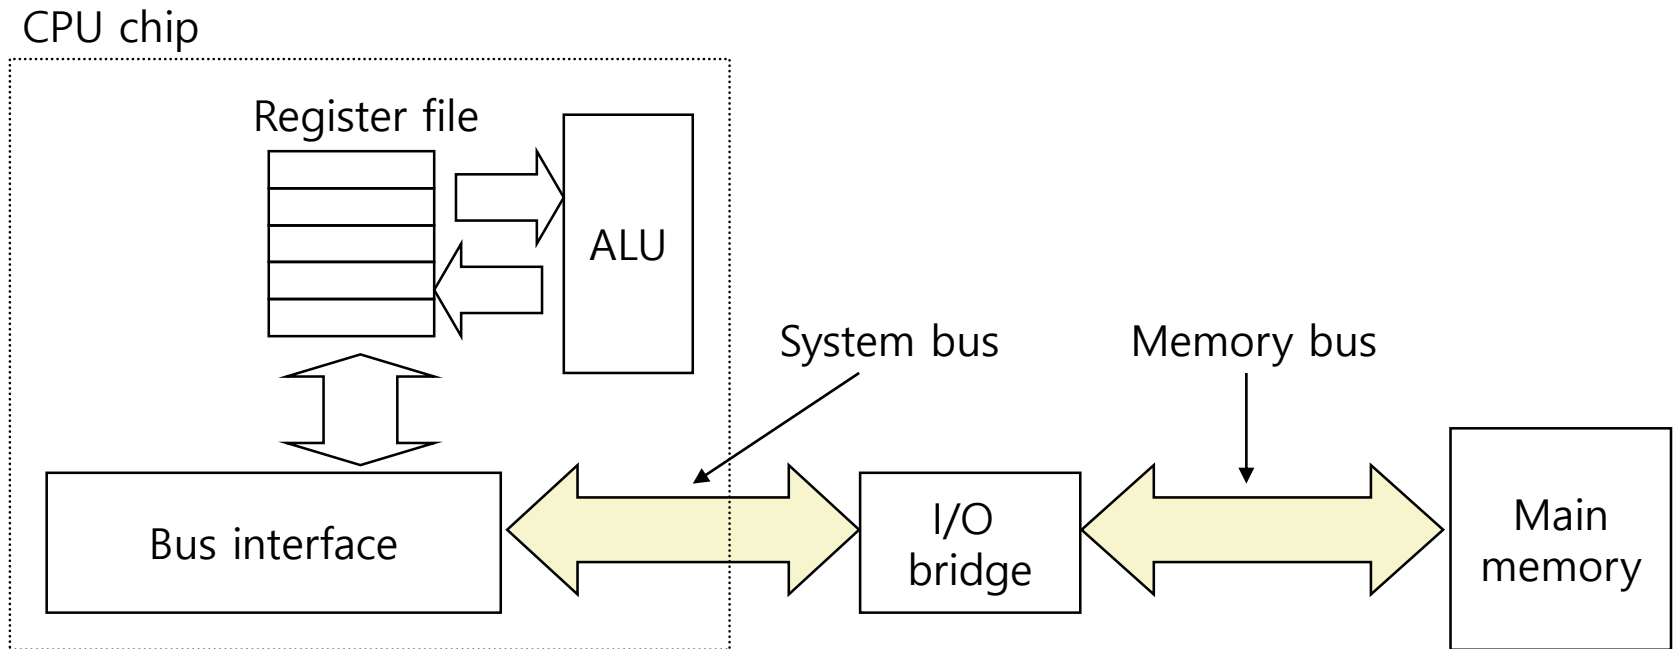 CPU chip
Register file
ALU
System bus
Memory bus
Bus interface
I/O
bridge
Main
memory